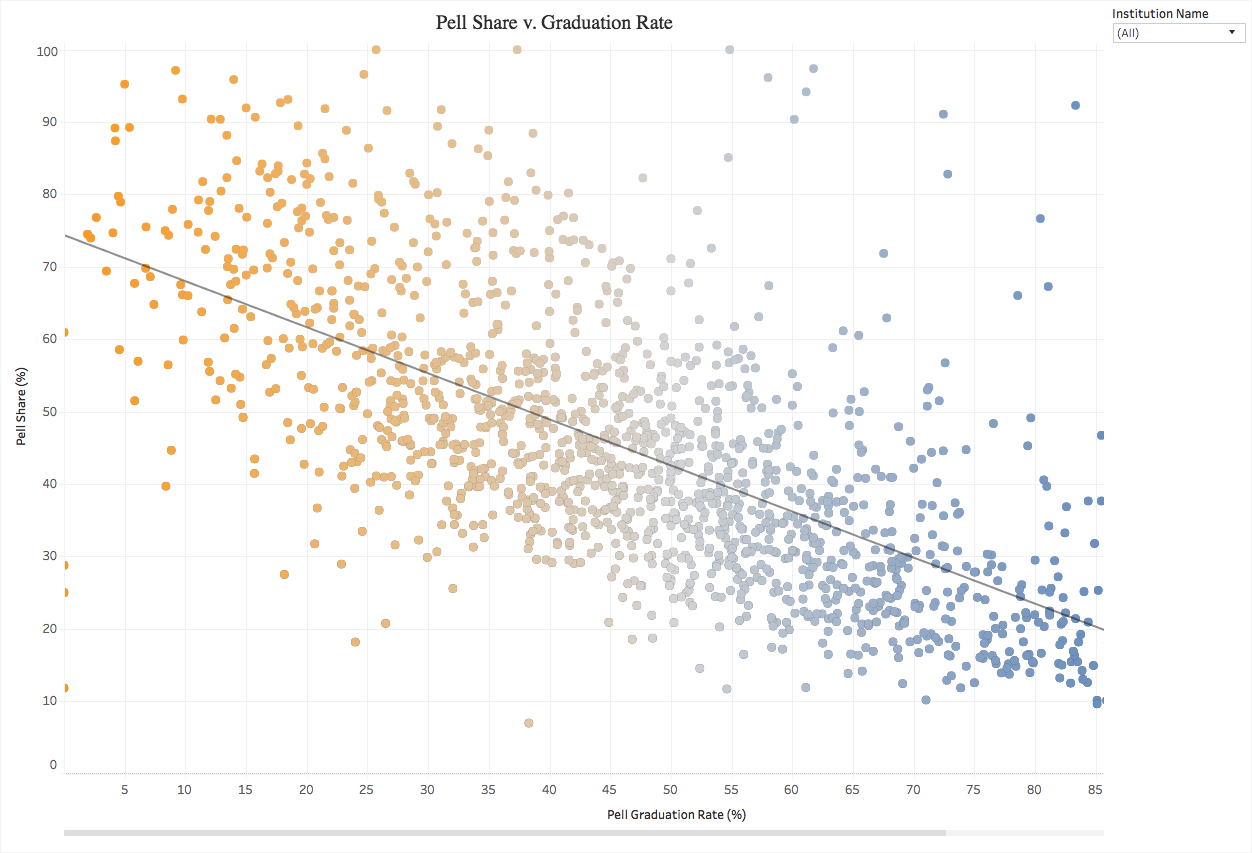 Pell Share v. Graduation Rate
Institution Name
(All)
100
90
80
70
60
50
40
30
20
10
0
Pell Share (%)
5 10 15 20 25 30 35 40 45 50 55 60 65 70 75 80 85
Pell Graduation Rate (%)